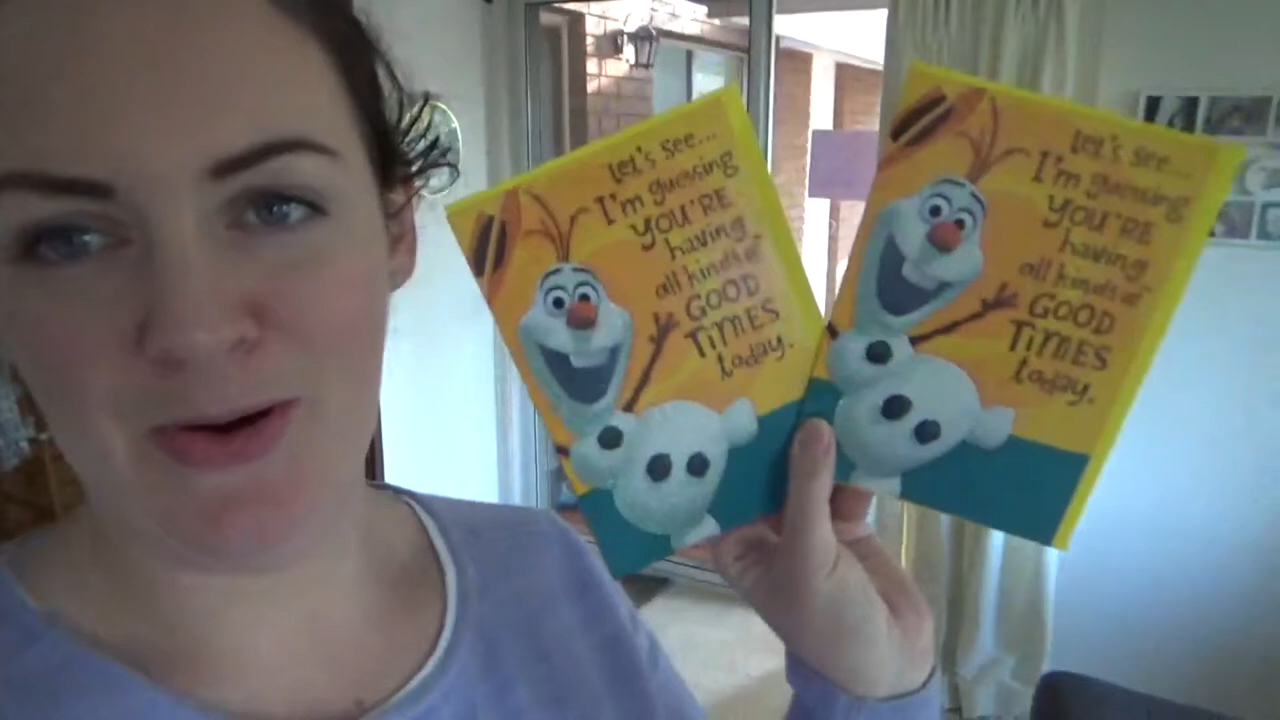 Let's see...
I'm guessing
YOU'RE
having
all kinds of
GOOD
TIMES
today.
Let's see...
I'm guessing
YOU'RE
having
all kinds of
GOOD
TIMES
today.